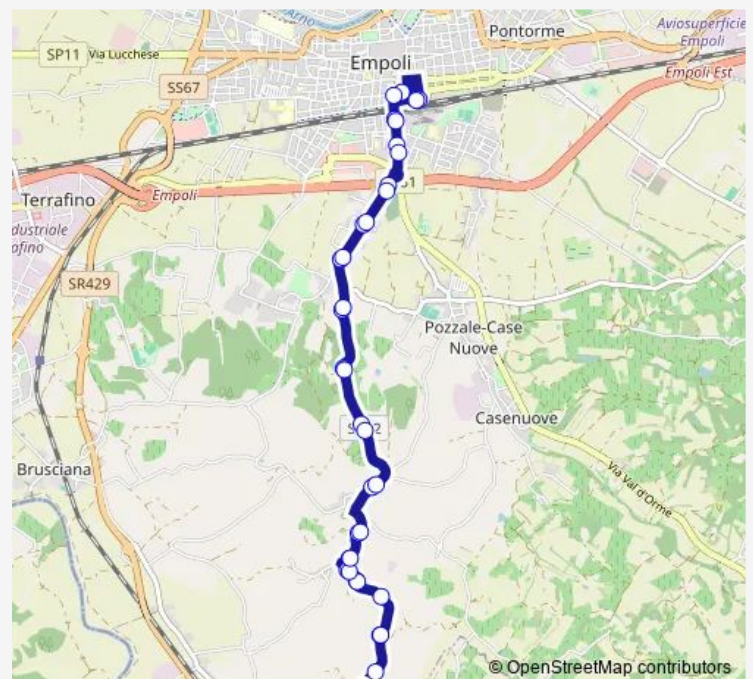 Arno
Pontorme
Aviosuperficie
Empoli
SP11
Via Lucchese
Empoli
SS67
Empoli Est
Terrafino
Empoli
SR429
Pozzale-Case
Nuove
Casenuove
Brusciana
Via Val d'Orme
© OpenStreetMap contributors